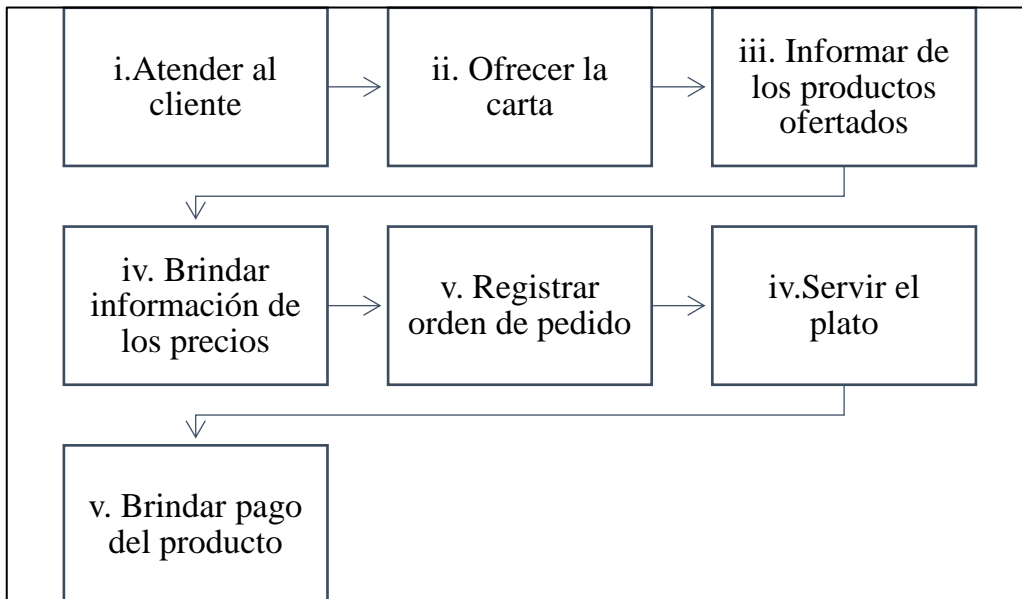 i.Atender al
cliente
ii. Ofrecer la
carta
iii. Informar de
los productos
ofertados
iv. Brindar
información de
los precios
v. Registrar
orden de pedido
iv.Servir el
plato
v. Brindar pago
del producto